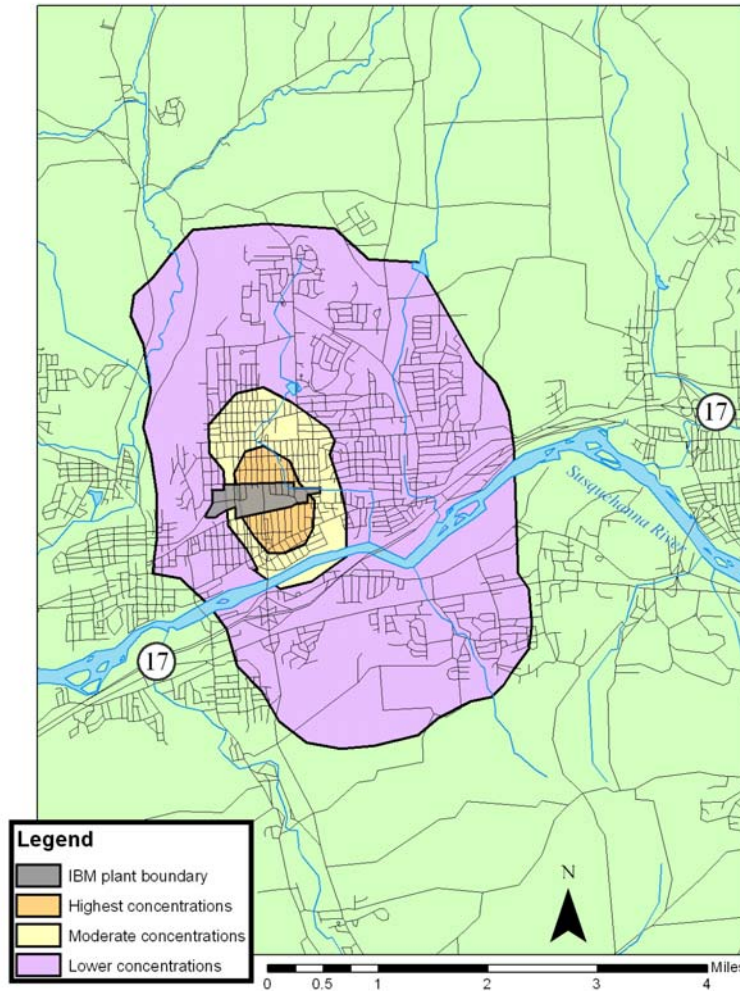 17
Susquehanna River
17
Legend
IBM plant boundary
Highest concentrations
Moderate concentrations
Lower concentrations
N
Miles
0 0.5 1 2 3 4